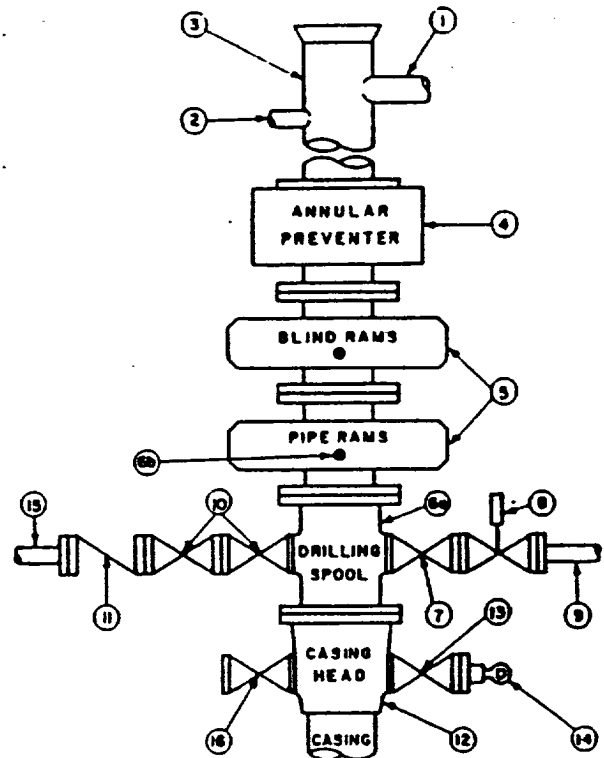 1
3
2
ANNULAR
PREVENTER
4
BLIND RAMS
5
PIPE RAMS
6b
15
10
6a
8
DRILLING
SPOOL
11
7
9
13
CASING
HEAD
16
12
14
CASING